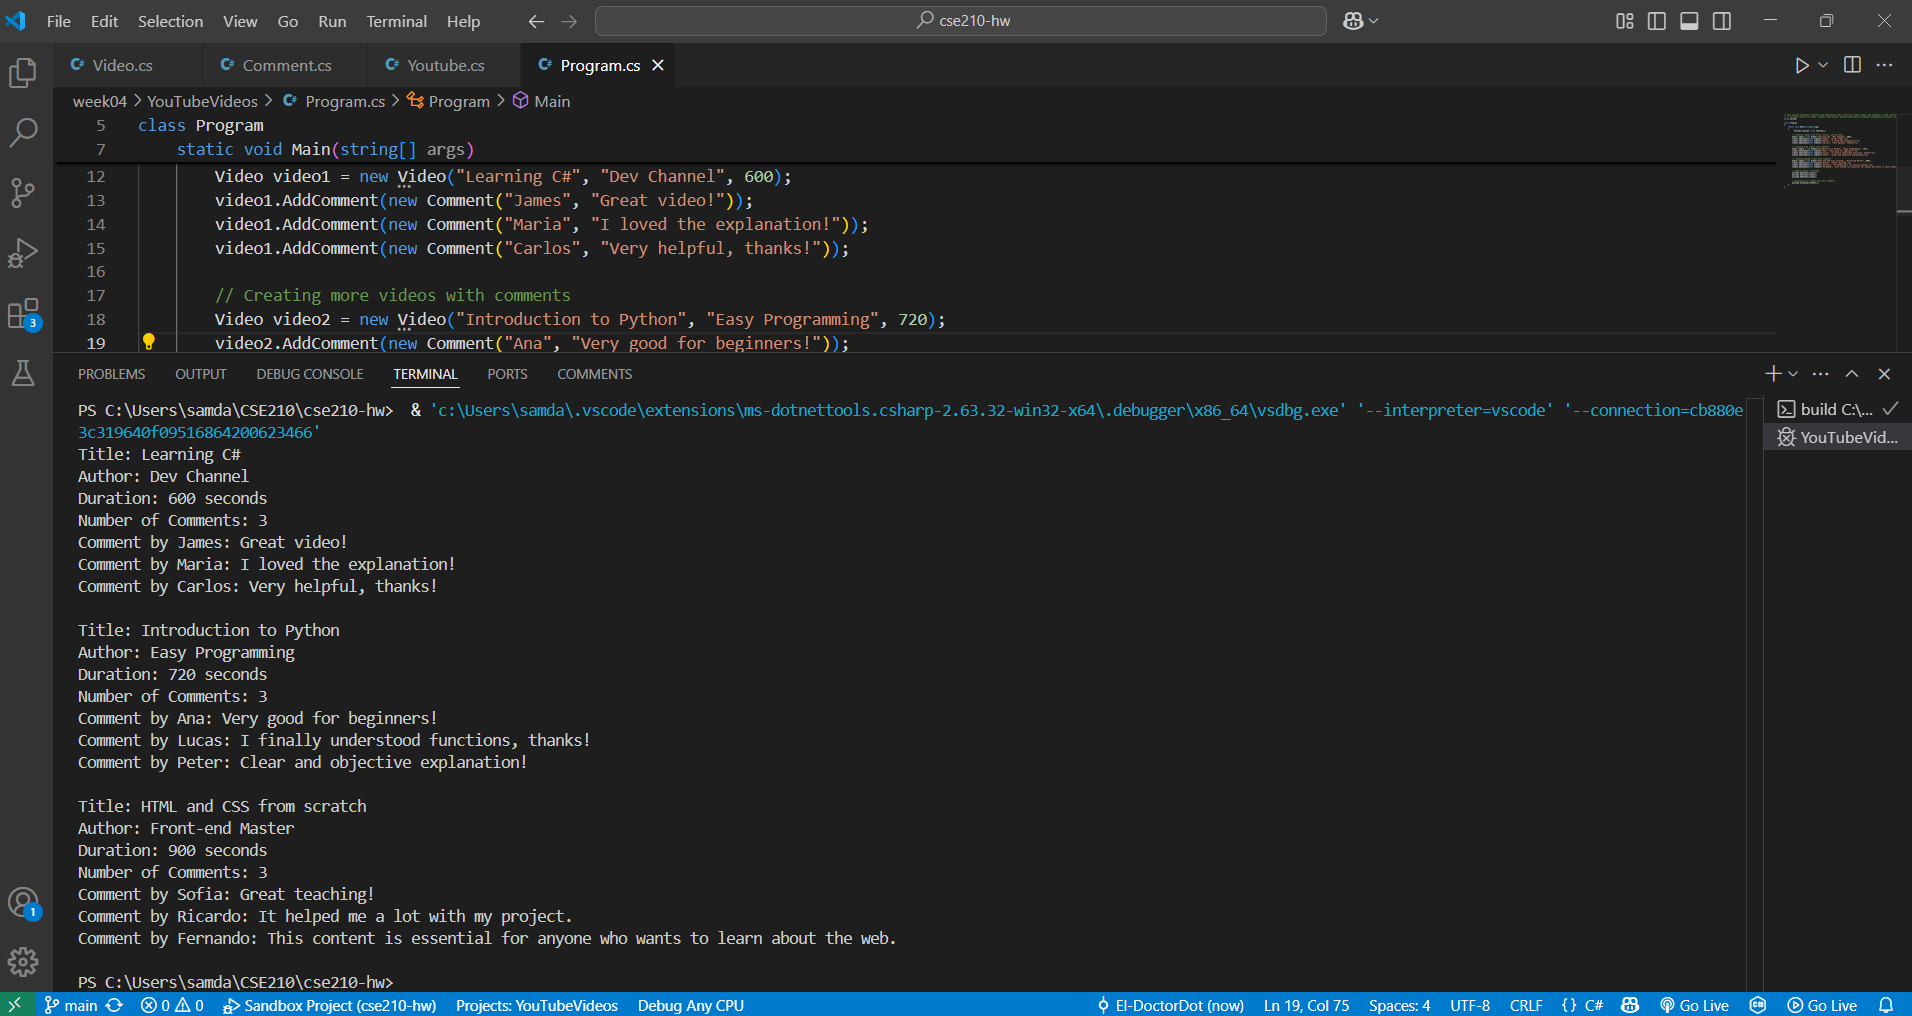 File Edit Selection View Go Run Terminal Help cse210-hw
Video.cs Comment.cs Youtube.cs Program.cs
week04 > YouTubeVideos > Program.cs > Program > Main
5 class Program
7 static void Main(string[] args)
12 Video video1 = new Video("Learning C#", "Dev Channel", 600);
13 video1.AddComment(new Comment("James", "Great video!"));
14 video1.AddComment(new Comment("Maria", "I loved the explanation!"));
15 video1.AddComment(new Comment("Carlos", "Very helpful, thanks!"));
16
17 // Creating more videos with comments
18 Video video2 = new Video("Introduction to Python", "Easy Programming", 720);
19 video2.AddComment(new Comment("Ana", "Very good for beginners!"));
PROBLEMS OUTPUT DEBUG CONSOLE TERMINAL PORTS COMMENTS
PS C:\Users\samda\CSE210\cse210-hw> & 'c:\Users\samda\.vscode\extensions\ms-dotnettools.csharp-2.63.32-win32-x64\.debugger\x86_64\vsdbg.exe' '--interpreter=vscode' '--connection=cb880e
3c319640f09516864200623466'
build C:\...
YouTubeVid...
Title: Learning C#
Author: Dev Channel
Duration: 600 seconds
Number of Comments: 3
Comment by James: Great video!
Comment by Maria: I loved the explanation!
Comment by Carlos: Very helpful, thanks!
Title: Introduction to Python
Author: Easy Programming
Duration: 720 seconds
Number of Comments: 3
Comment by Ana: Very good for beginners!
Comment by Lucas: I finally understood functions, thanks!
Comment by Peter: Clear and objective explanation!
Title: HTML and CSS from scratch
Author: Front-end Master
Duration: 900 seconds
Number of Comments: 3
Comment by Sofia: Great teaching!
Comment by Ricardo: It helped me a lot with my project.
Comment by Fernando: This content is essential for anyone who wants to learn about the web.
PS C:\Users\samda\CSE210\cse210-hw>
3
1
main 0 0 Sandbox Project (cse210-hw) Projects: YouTubeVideos Debug Any CPU El-DoctorDot (now) Ln 19, Col 75 Spaces: 4 UTF-8 CRLF {} C# Go Live Go Live